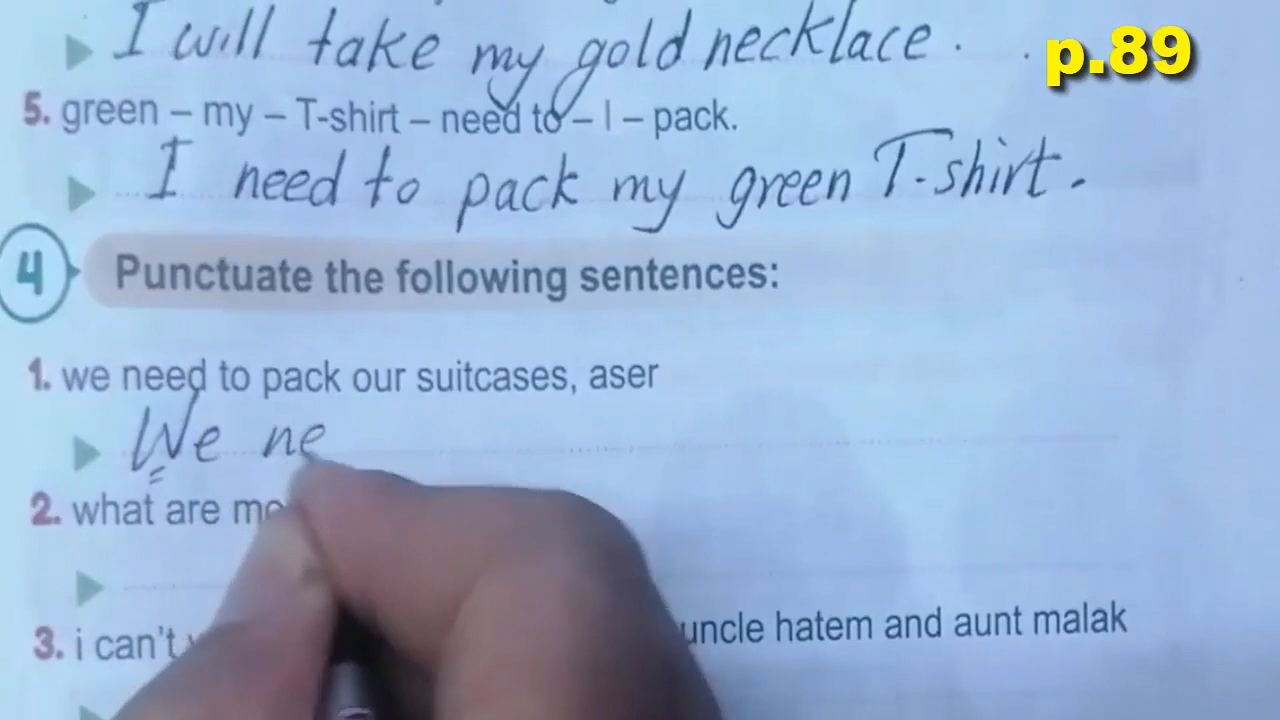 I will take my gold necklace.
p.89
5. green – my – T-shirt – need to – I – pack.
I need to pack my green T-shirt.
4 Punctuate the following sentences:
1. we need to pack our suitcases, aser
We ne
2. what are
3. i can't uncle hatem and aunt malak